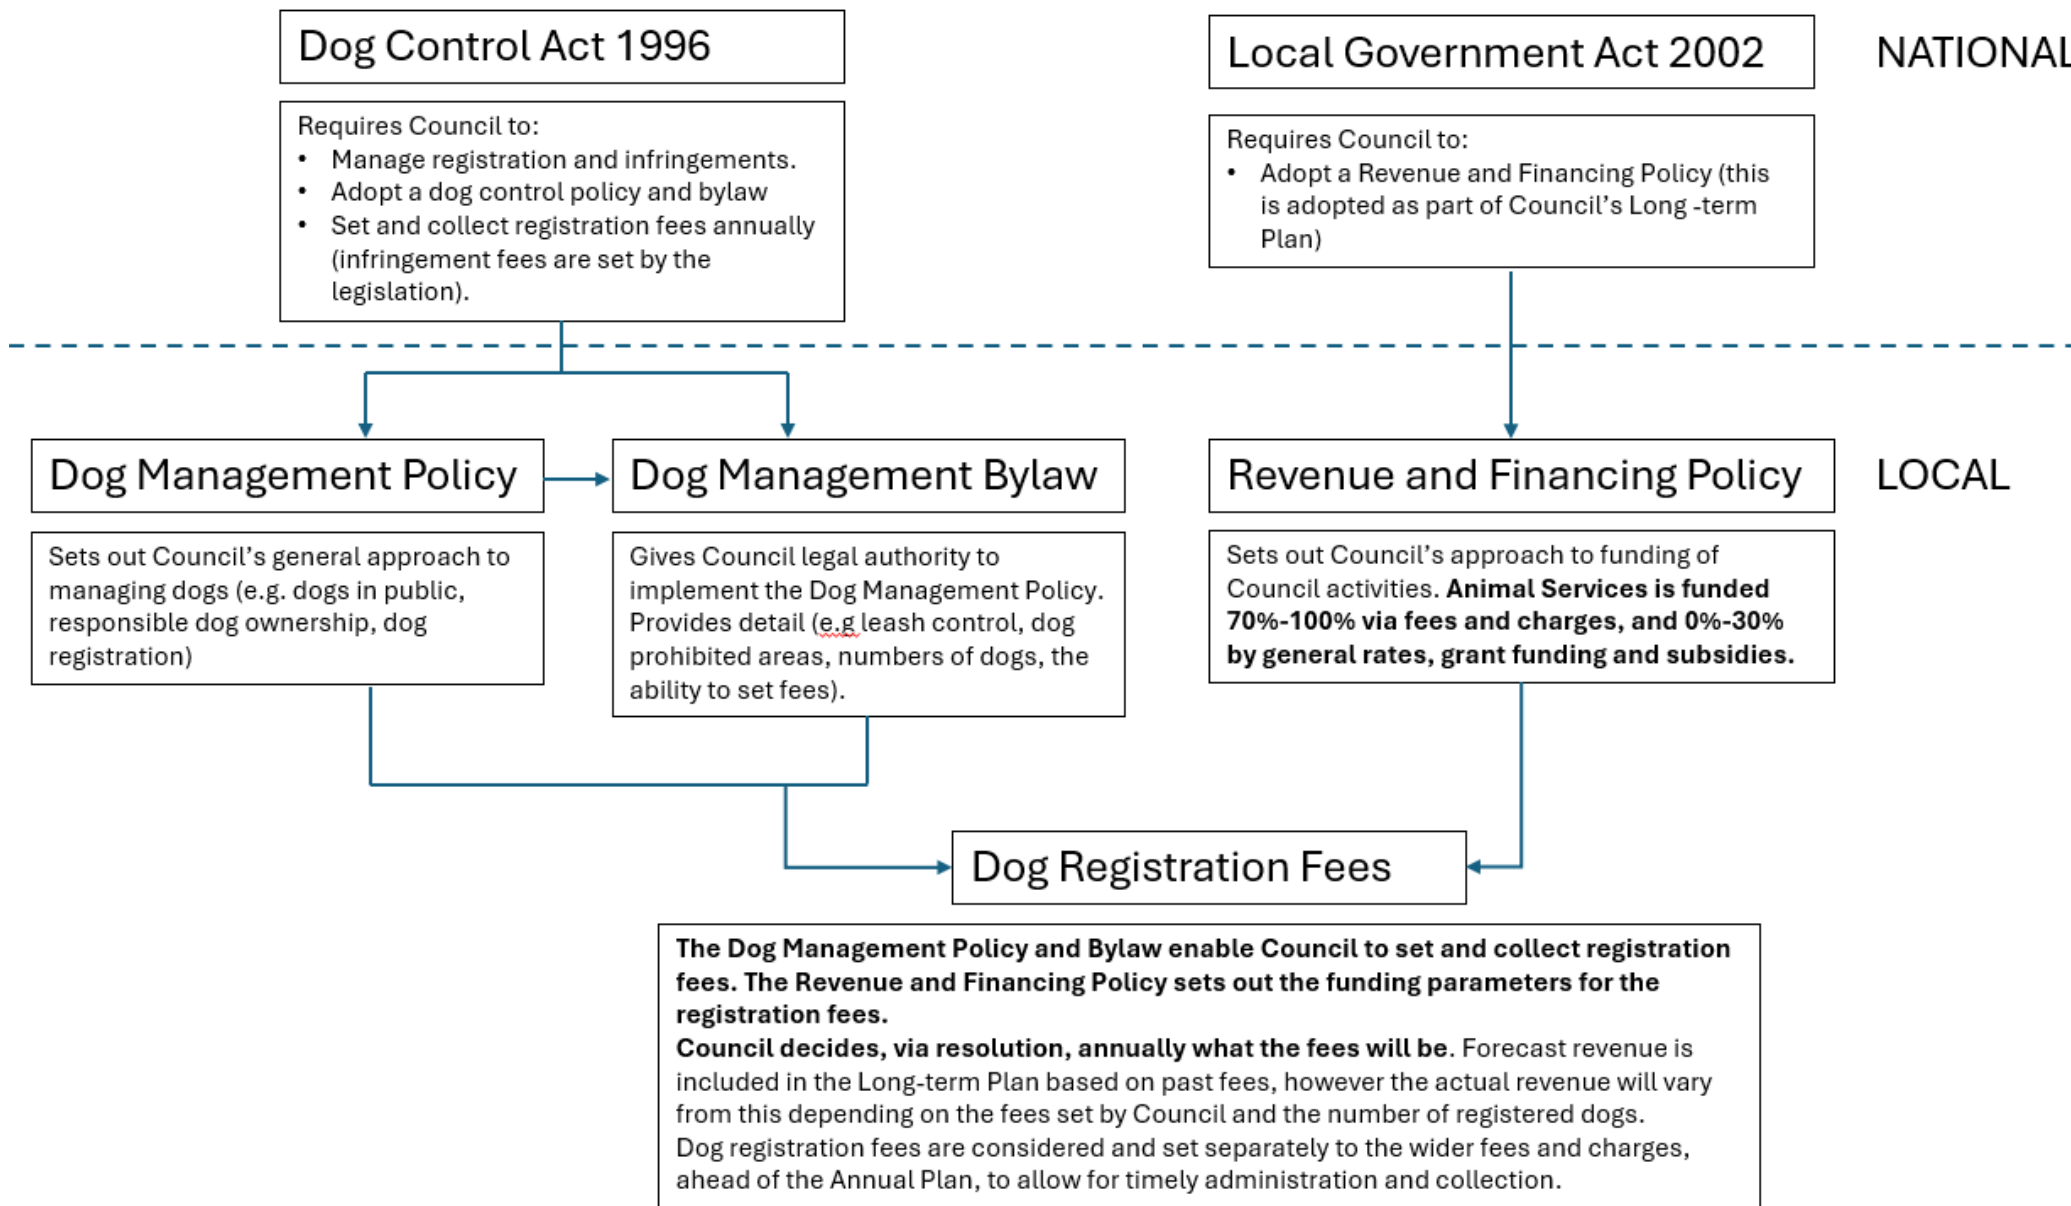 Dog Control Act 1996
Local Government Act 2002
NATIONAL
Requires Council to:
• Manage registration and infringements.
• Adopt a dog control policy and bylaw
• Set and collect registration fees annually
(infringement fees are set by the
legislation).
Requires Council to:
• Adopt a Revenue and Financing Policy (this
is adopted as part of Council's Long -term
Plan)
Dog Management Policy
Dog Management Bylaw
Revenue and Financing Policy
LOCAL
Sets out Council's general approach to
managing dogs (e.g. dogs in public,
responsible dog ownership, dog
registration)
Gives Council legal authority to
implement the Dog Management Policy.
Provides detail (e.g leash control, dog
prohibited areas, numbers of dogs, the
ability to set fees).
Sets out Council's approach to funding of
Council activities. Animal Services is funded
70%-100% via fees and charges, and 0%-30%
by general rates, grant funding and subsidies.
Dog Registration Fees
The Dog Management Policy and Bylaw enable Council to set and collect registration
fees. The Revenue and Financing Policy sets out the funding parameters for the
registration fees.
Council decides, via resolution, annually what the fees will be. Forecast revenue is
included in the Long-term Plan based on past fees, however the actual revenue will vary
from this depending on the fees set by Council and the number of registered dogs.
Dog registration fees are considered and set separately to the wider fees and charges,
ahead of the Annual Plan, to allow for timely administration and collection.